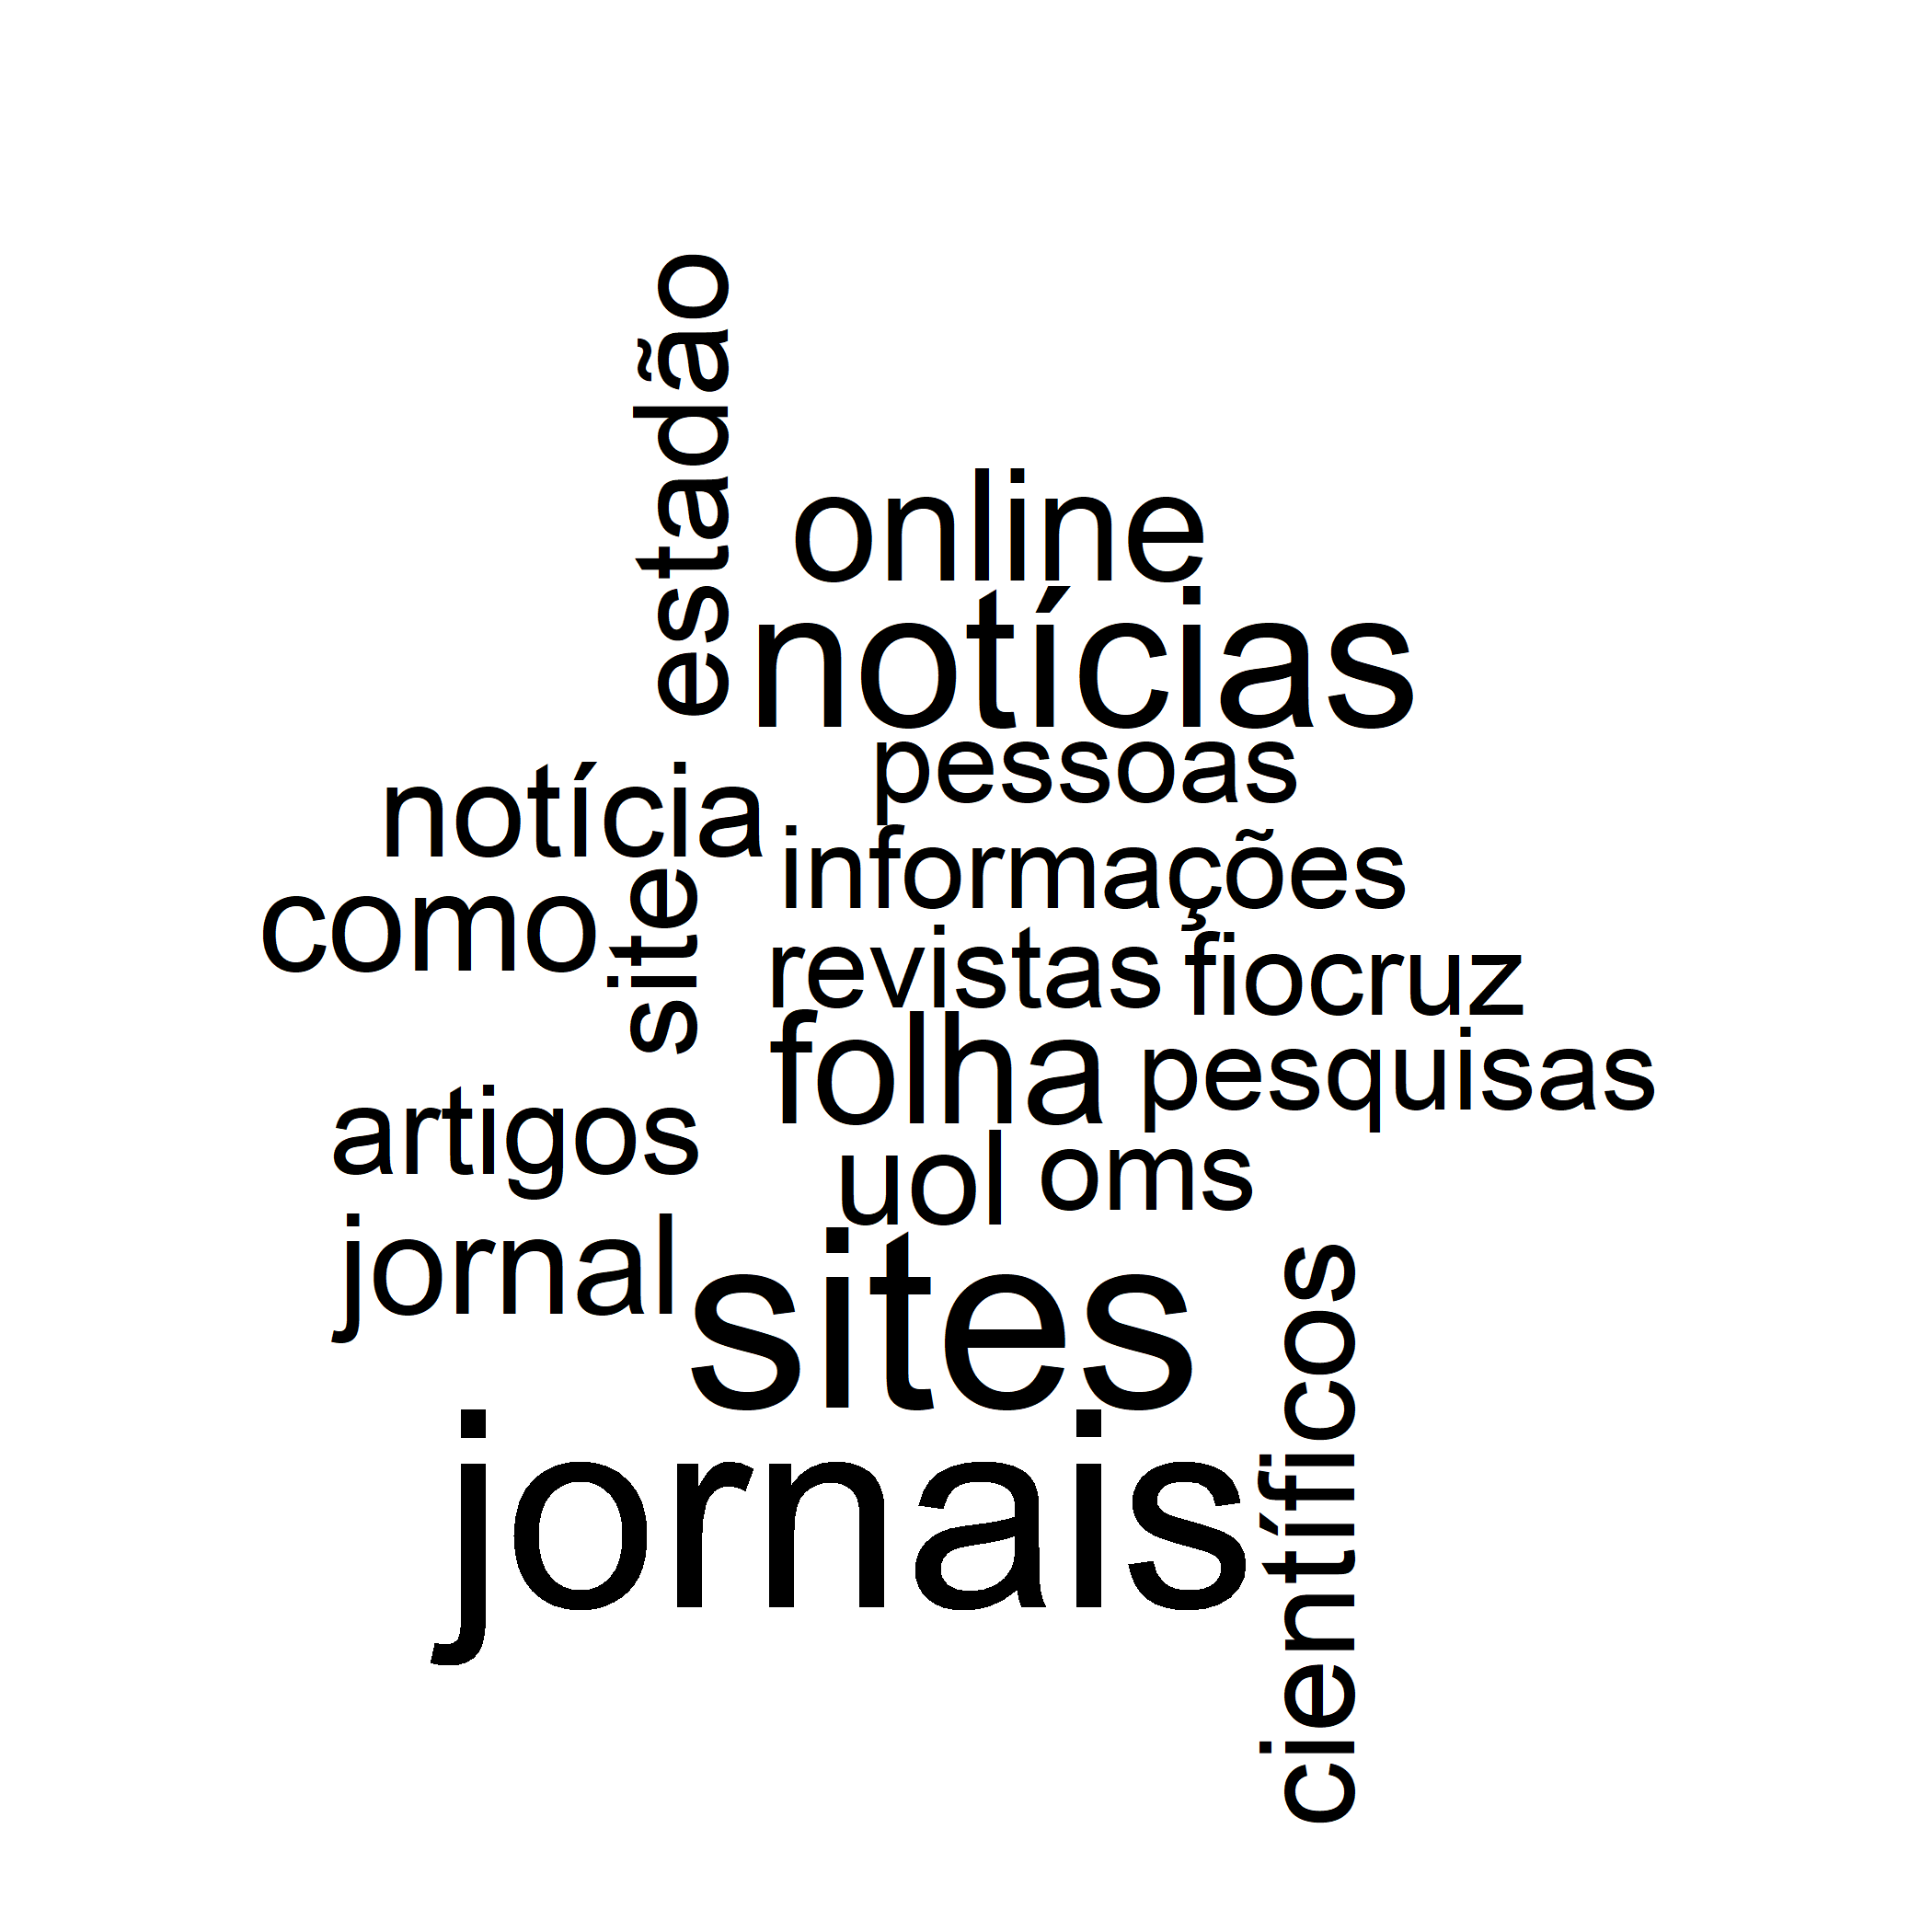 estadão
online
notícias
pessoas
notícia
informações
como
site
revistas
fiocruz
folha
pesquisas
artigos
uol
oms
jornal
sites
científicos
jornais